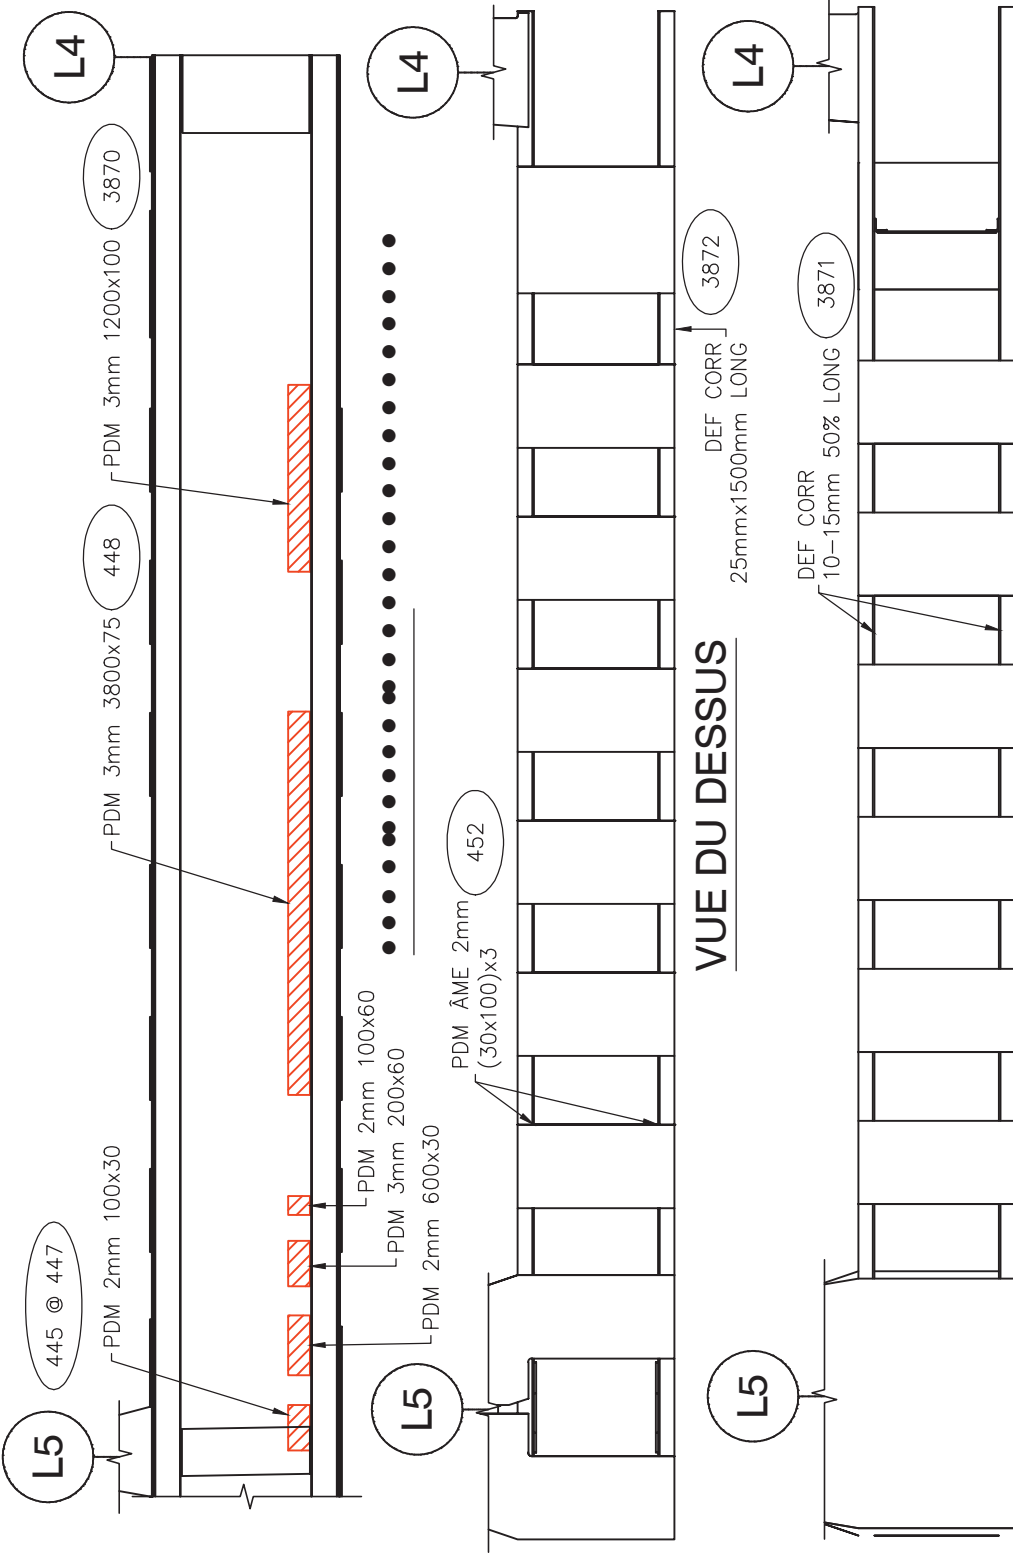 L5
445 @ 447
PDM 2mm 100x30
PDM 3mm 3800x75
448
PDM 3mm 1200x100
3870
L4
PDM 2mm 100x60
PDM 3mm 200x60
PDM 2mm 600x30
L5
PDM ÂME 2mm
(30x100)x3
452
L4
DEF CORR
25mmx1500mm LONG
3872
VUE DU DESSUS
L5
DEF CORR
10-15mm 50% LONG
3871
L4